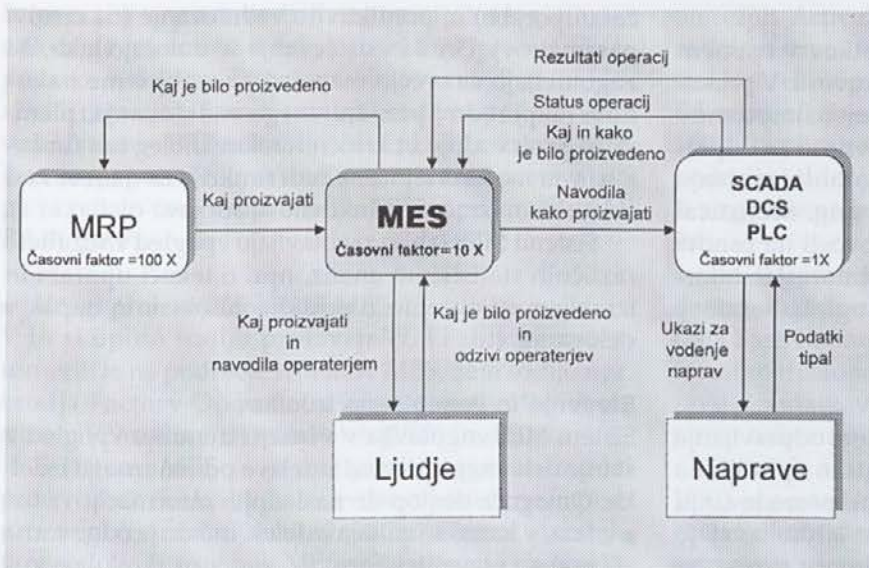 Rezultati operacij
Kaj je bilo proizvedeno
Status operacij
Kaj in kako
je bilo proizvedeno
MRP
Časovni faktor =100 X
Kaj proizvajati
MES
Časovni faktor=10 X
Navodila
kako proizvajati
SCADA
DCS
PLC
Časovni faktor =1X
Kaj proizvajati
in
navodila operaterjem
Kaj je bilo proizvedeno
in
odzivi operaterjev
Ukazi za
vodenje
naprav
Podatki
tipal
Ljudje
Naprave